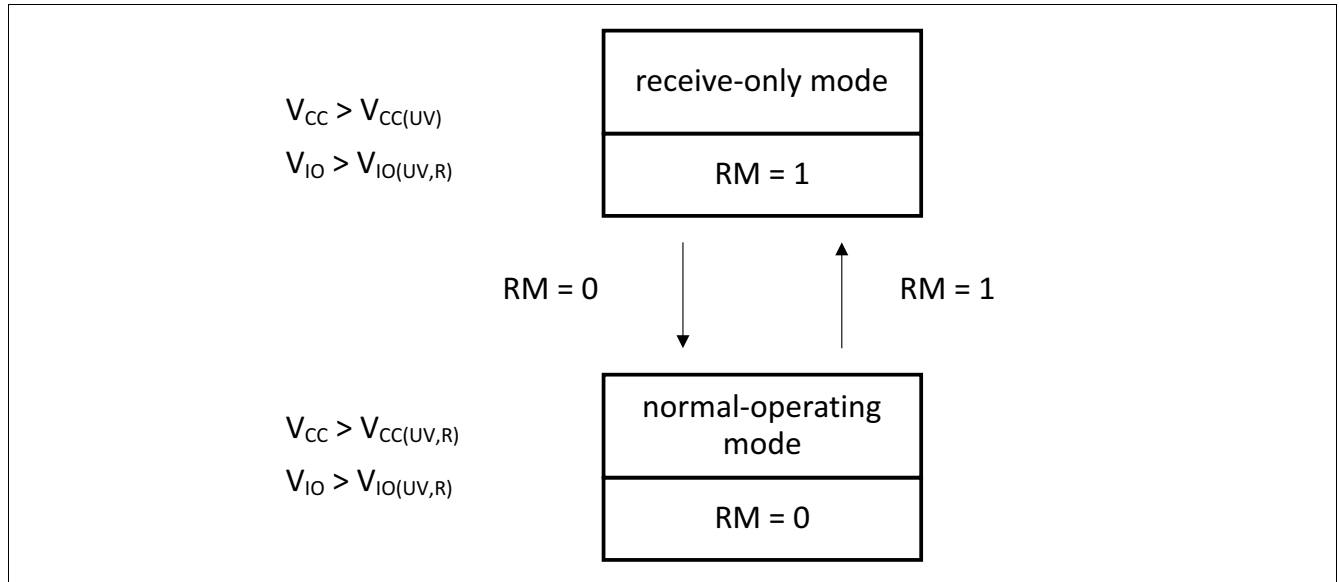 receive-only mode
V_CC > V_CC(UV)
V_IO > V_IO(UV,R)
RM = 1
RM = 0
RM = 1
normal-operating
mode
V_CC > V_CC(UV,R)
V_IO > V_IO(UV,R)
RM = 0